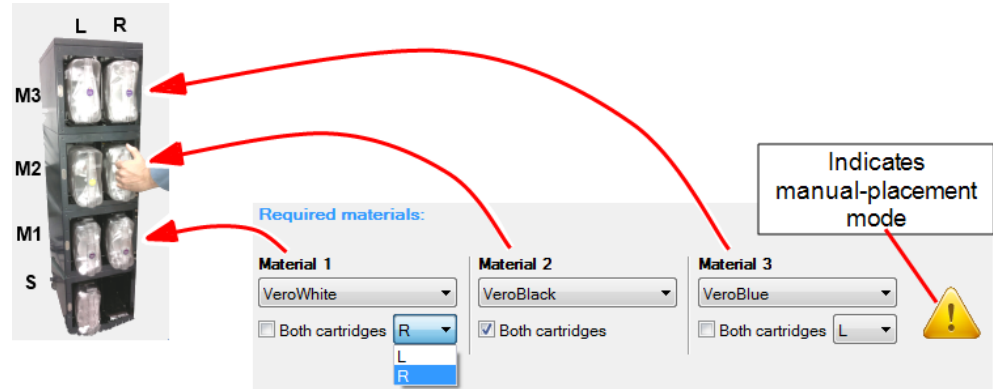 L R
M3
M2
M1
S
Indicates
manual-placement
mode
Required materials:
Material 1 Material 2 Material 3
VeroWhite VeroBlack VeroBlue
Both cartridges R Both cartridges Both cartridges L
L
R